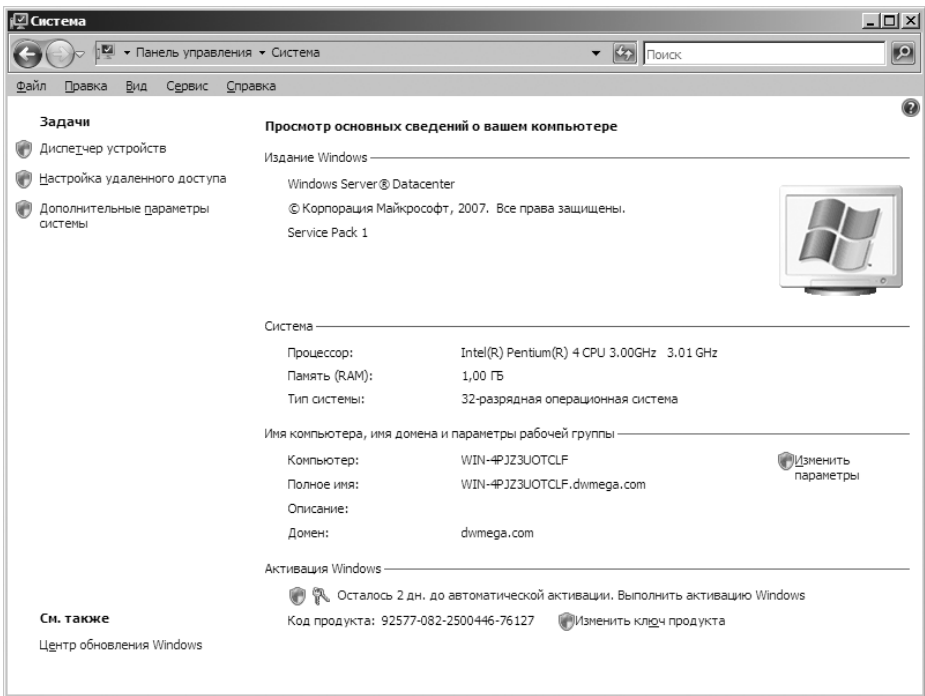 Система
Панель управления Система
Поиск
Файл Правка Вид Сервис Справка
Задачи
Диспетчер устройств
Настройка удаленного доступа
Дополнительные параметры
системы
Просмотр основных сведений о вашем компьютере
Издание Windows
Windows Server® Datacenter
© Корпорация Майкрософт, 2007. Все права защищены.
Service Pack 1
Система
Процессор: Intel(R) Pentium(R) 4 CPU 3.00GHz 3.01 GHz
Память (RAM): 1,00 ГБ
Тип системы: 32-разрядная операционная система
Имя компьютера, имя домена и параметры рабочей группы
Компьютер: WIN-4PJZ3UOTCLF
Изменить
параметры
Полное имя: WIN-4PJZ3UOTCLF.dwmega.com
Описание:
Домен: dwmega.com
Активация Windows
Осталось 2 дн. до автоматической активации. Выполнить активацию Windows
Код продукта: 92577-082-2500446-76127 Изменить ключ продукта
См. также
Центр обновления Windows